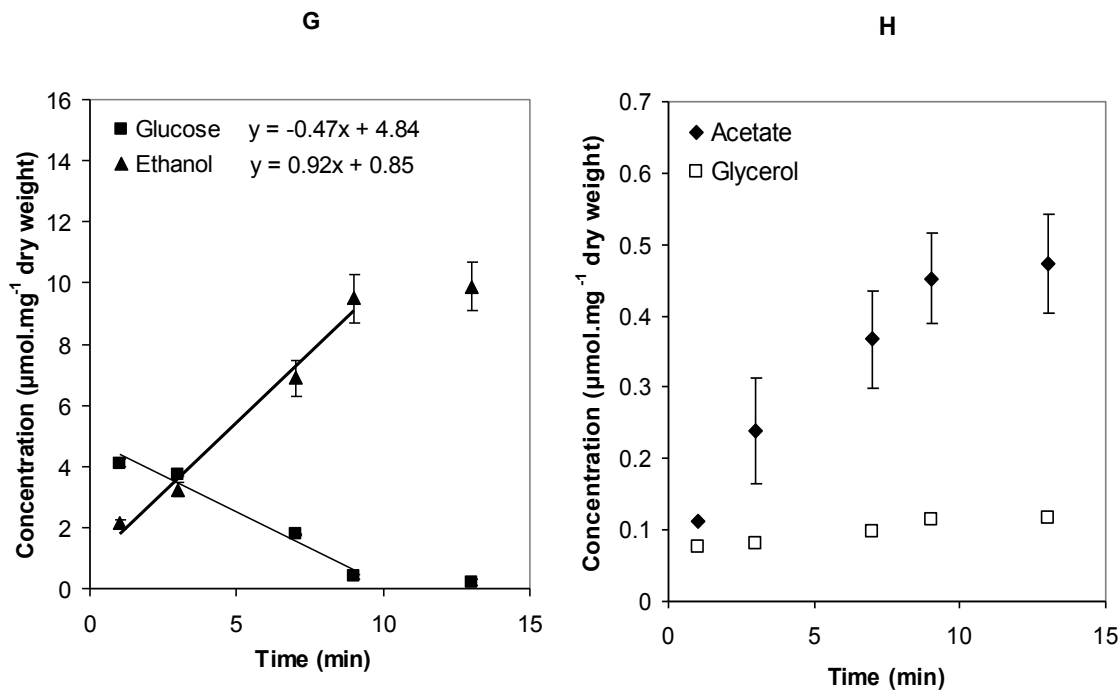 G
16
14
12
10
8
6
4
2
0
Glucose y = -0.47x + 4.84
Ethanol y = 0.92x + 0.85
Concentration (µmol.mg⁻¹ dry weight)
0 5 10 15
Time (min)
H
0.7
0.6
0.5
0.4
0.3
0.2
0.1
0
Acetate
Glycerol
Concentration (µmol.mg⁻¹ dry weight)
0 5 10 15
Time (min)